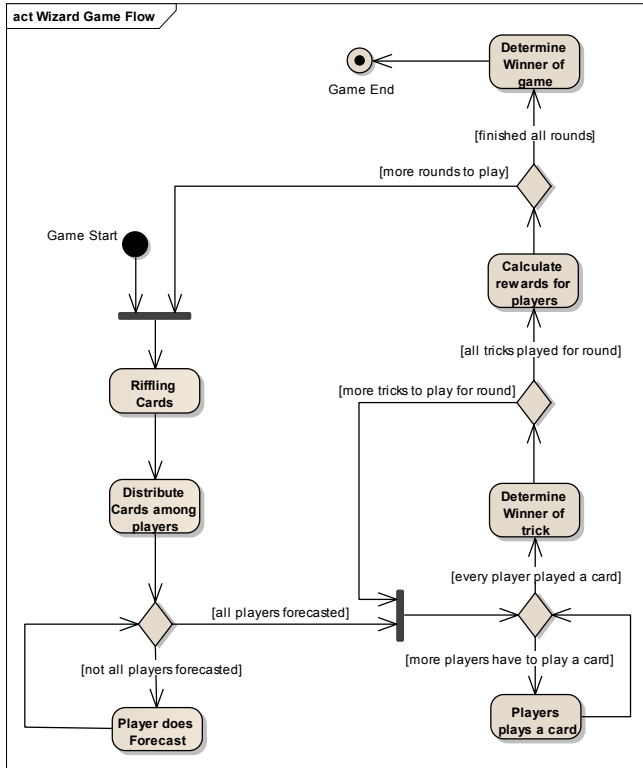 act Wizard Game Flow
Determine
Winner of
game
Game End
[finished all rounds]
[more rounds to play]
Game Start
Calculate
rewards for
players
[all tricks played for round]
Riffling
Cards
[more tricks to play for round]
Distribute
Cards among
players
Determine
Winner of
trick
[every player played a card]
[all players forecasted]
[more players have to play a card]
[not all players forecasted]
Player does
Forecast
Players
plays a card